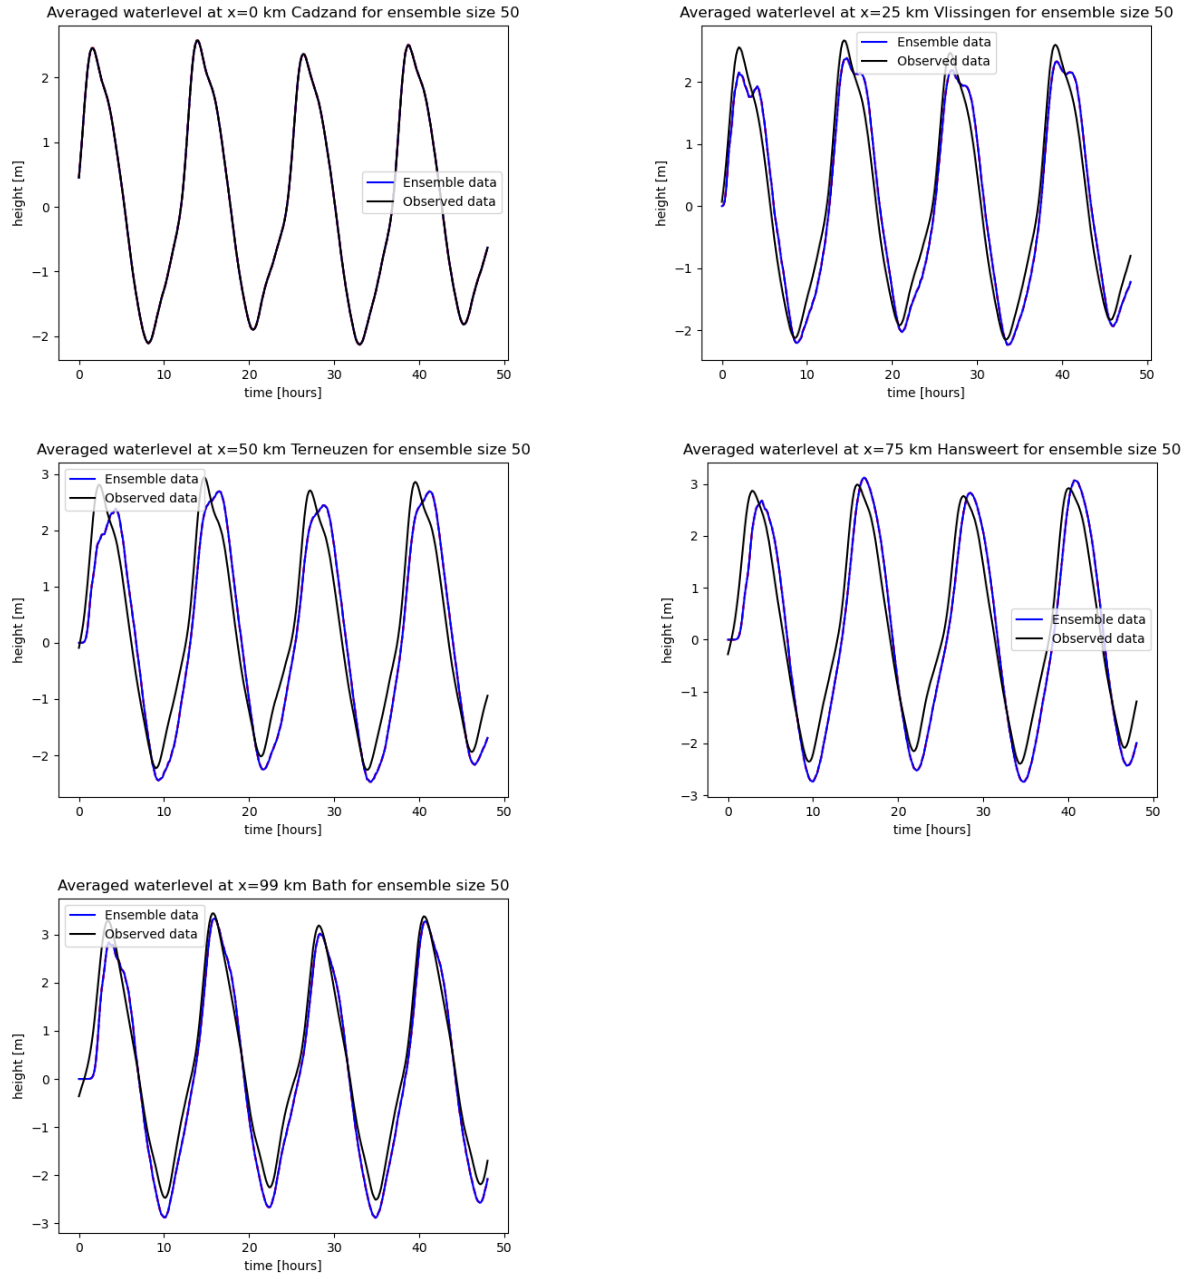 Averaged waterlevel at x=0 km Cadzand for ensemble size 50
height [m]
2
1
0
−1
−2
Ensemble data
Observed data
0 10 20 30 40 50
time [hours]
Averaged waterlevel at x=25 km Vlissingen for ensemble size 50
height [m]
2
1
0
−1
−2
Ensemble data
Observed data
0 10 20 30 40 50
time [hours]
Averaged waterlevel at x=50 km Terneuzen for ensemble size 50
height [m]
3
2
1
0
−1
−2
Ensemble data
Observed data
0 10 20 30 40 50
time [hours]
Averaged waterlevel at x=75 km Hansweert for ensemble size 50
height [m]
3
2
1
0
−1
−2
−3
Ensemble data
Observed data
0 10 20 30 40 50
time [hours]
Averaged waterlevel at x=99 km Bath for ensemble size 50
height [m]
3
2
1
0
−1
−2
−3
Ensemble data
Observed data
0 10 20 30 40 50
time [hours]